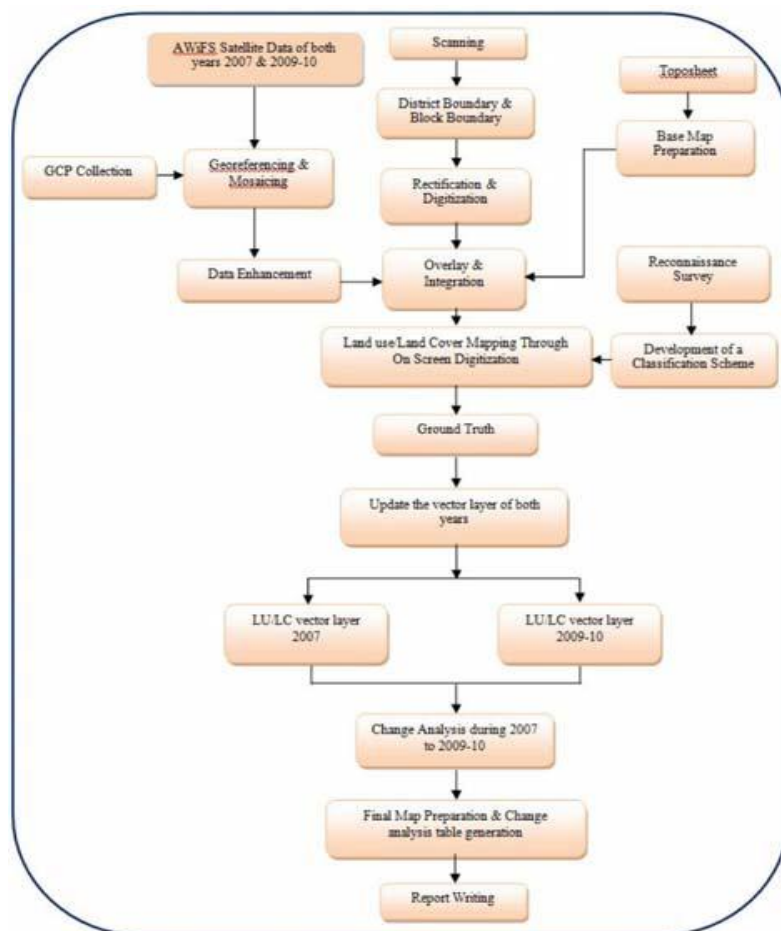 AWiFS Satellite Data of both
years 2007 & 2009-10
Scanning
Toposheet
District Boundary &
Block Boundary
Base Map
Preparation
GCP Collection
Georeferencing &
Mosaicing
Rectification &
Digitization
Data Enhancement
Overlay &
Integration
Reconnaissance
Survey
Land use/Land Cover Mapping Through
On Screen Digitization
Development of a
Classification Scheme
Ground Truth
Update the vector layer of both
years
LU/LC vector layer
2007
LU/LC vector layer
2009-10
Change Analysis during 2007
to 2009-10
Final Map Preparation & Change
analysis table generation
Report Writing